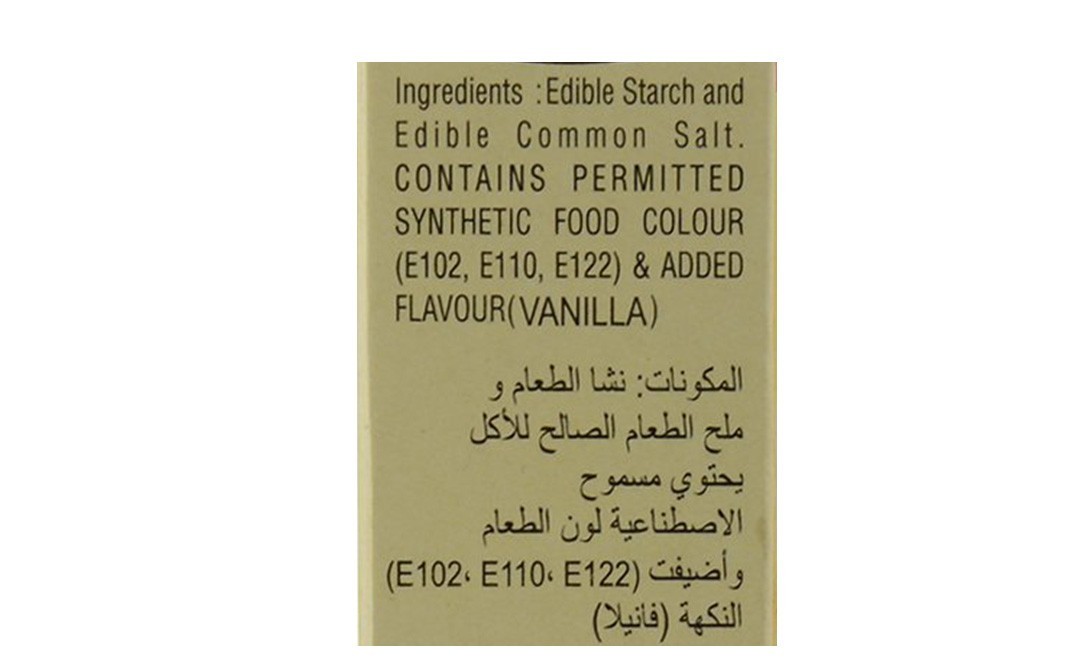 Ingredients : Edible Starch and
Edible Common Salt.
CONTAINS PERMITTED
SYNTHETIC FOOD COLOUR
(E102, E110, E122) & ADDED
FLAVOUR(VANILLA)
المكونات: نشا الطعام و
ملح الطعام الصالح للأكل
يحتوي مسموح
الاصطناعية لون الطعام
وأضيفت (E102، E110، E122)
النكهة (فانيلا)